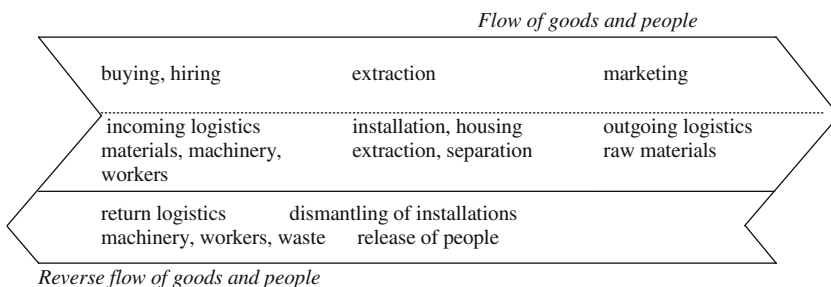 Flow of goods and people
buying, hiring extraction marketing
incoming logistics installation, housing outgoing logistics
materials, machinery, extraction, separation raw materials
workers
return logistics dismantling of installations
machinery, workers, waste release of people
Reverse flow of goods and people